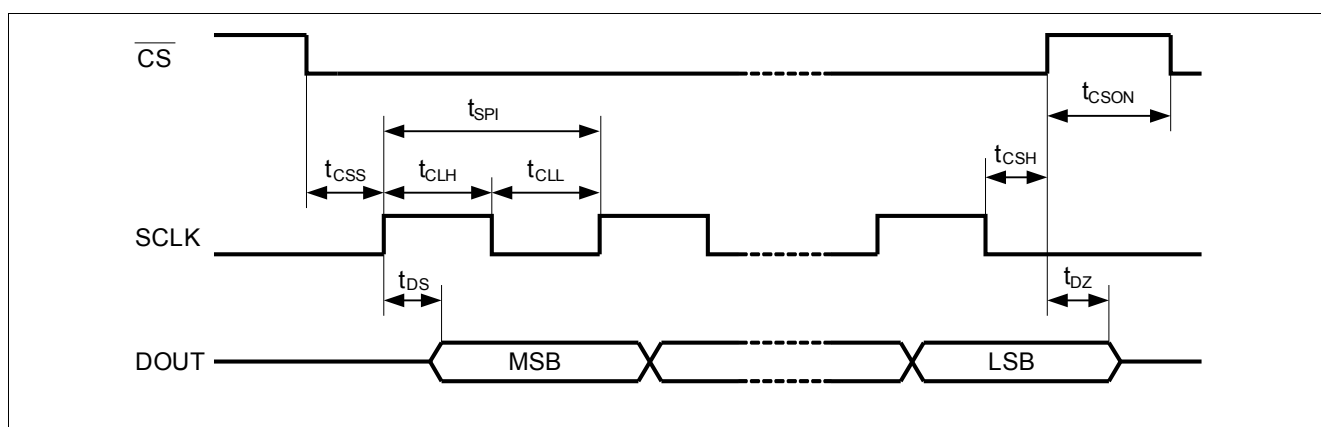 CS
tCSON
tSPI
tCSH
tCSS tCLH tCLL
SCLK
tDS tDZ
DOUT MSB LSB